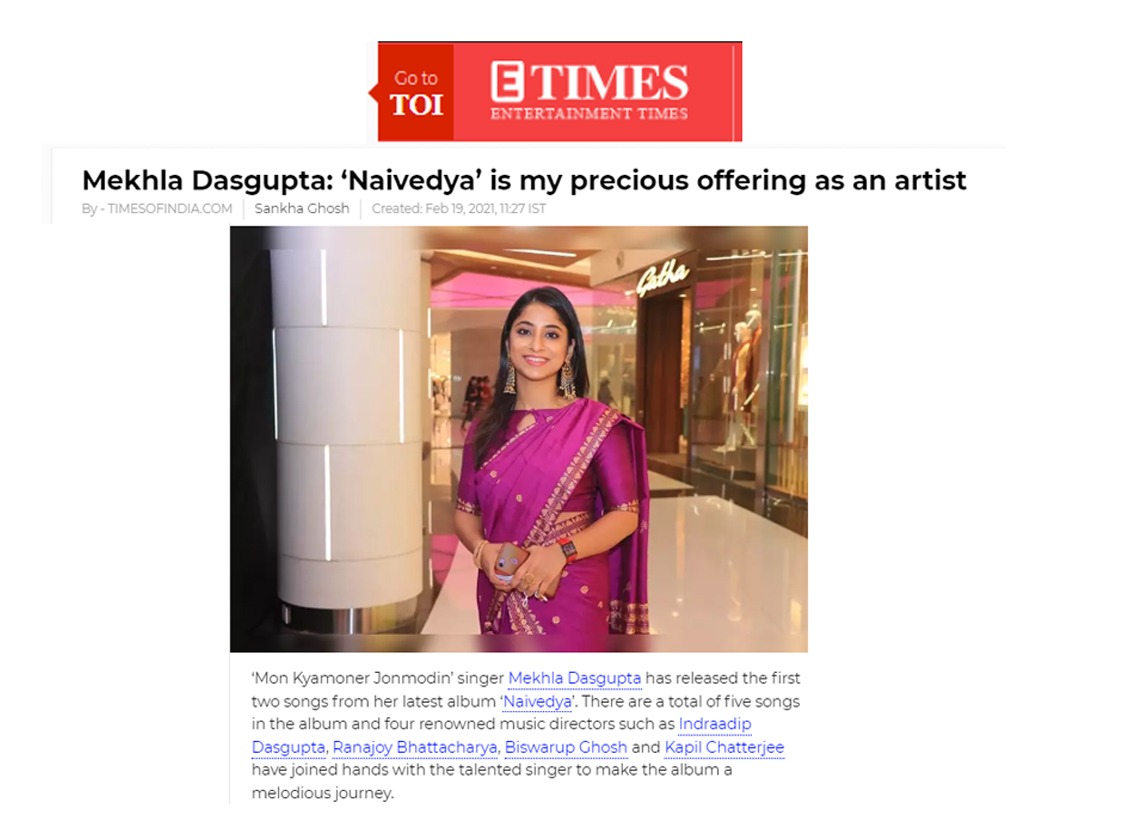 Go to
TOI
E TIMES
ENTERTAINMENT TIMES
Mekhla Dasgupta: ‘Naivedya’ is my precious offering as an artist
By - TIMESOFINDIA.COM | Sankha Ghosh | Created: Feb 19, 2021, 11:27 IST
Gatha
‘Mon Kyamoner Jonmodin’ singer Mekhla Dasgupta has released the first
two songs from her latest album ‘Naivedya’. There are a total of five songs
in the album and four renowned music directors such as Indraadip
Dasgupta, Ranajoy Bhattacharya, Biswarup Ghosh and Kapil Chatterjee
have joined hands with the talented singer to make the album a
melodious journey.